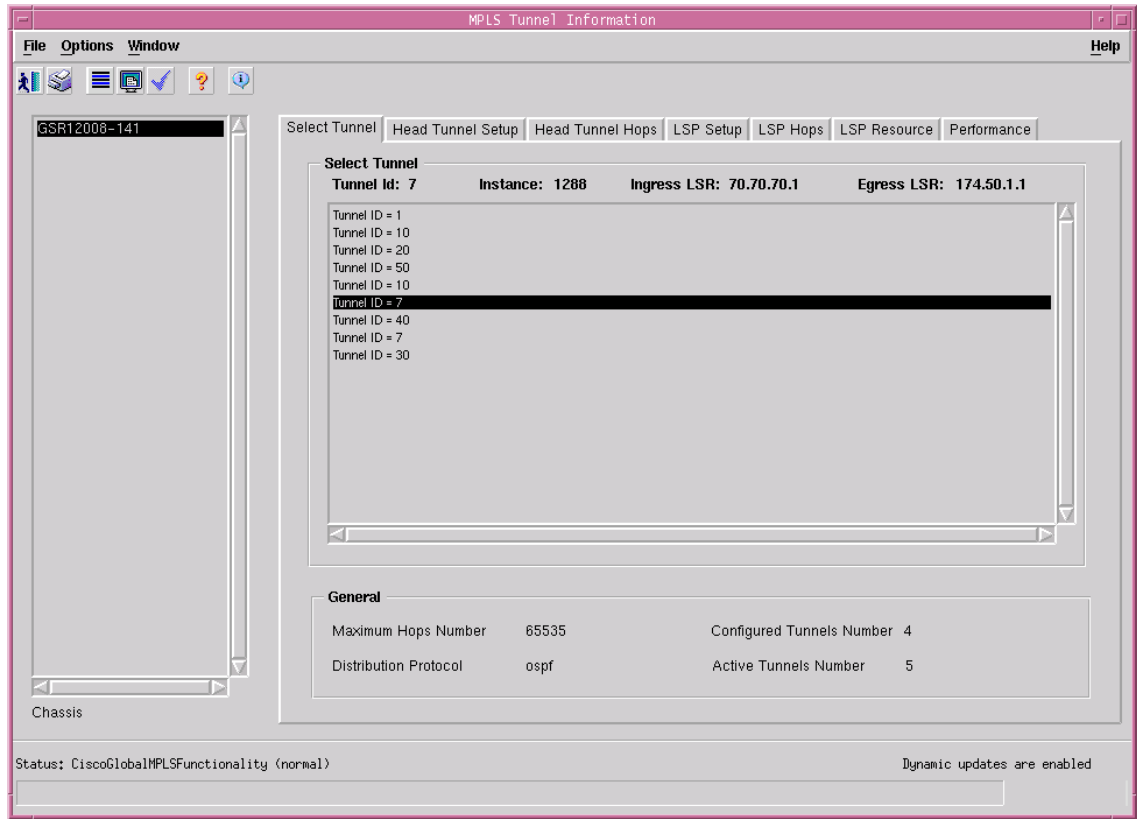 MPLS Tunnel Information
File Options Window Help
GSR12008-141
Select Tunnel Head Tunnel Setup Head Tunnel Hops LSP Setup LSP Hops LSP Resource Performance
Select Tunnel
Tunnel Id: 7 Instance: 1288 Ingress LSR: 70.70.70.1 Egress LSR: 174.50.1.1
Tunnel ID = 1
Tunnel ID = 10
Tunnel ID = 20
Tunnel ID = 50
Tunnel ID = 10
Tunnel ID = 7
Tunnel ID = 40
Tunnel ID = 7
Tunnel ID = 30
General
Maximum Hops Number 65535 Configured Tunnels Number 4
Distribution Protocol ospf Active Tunnels Number 5
Chassis
Status: CiscoGlobalMPLSFunctionality (normal) Dynamic updates are enabled